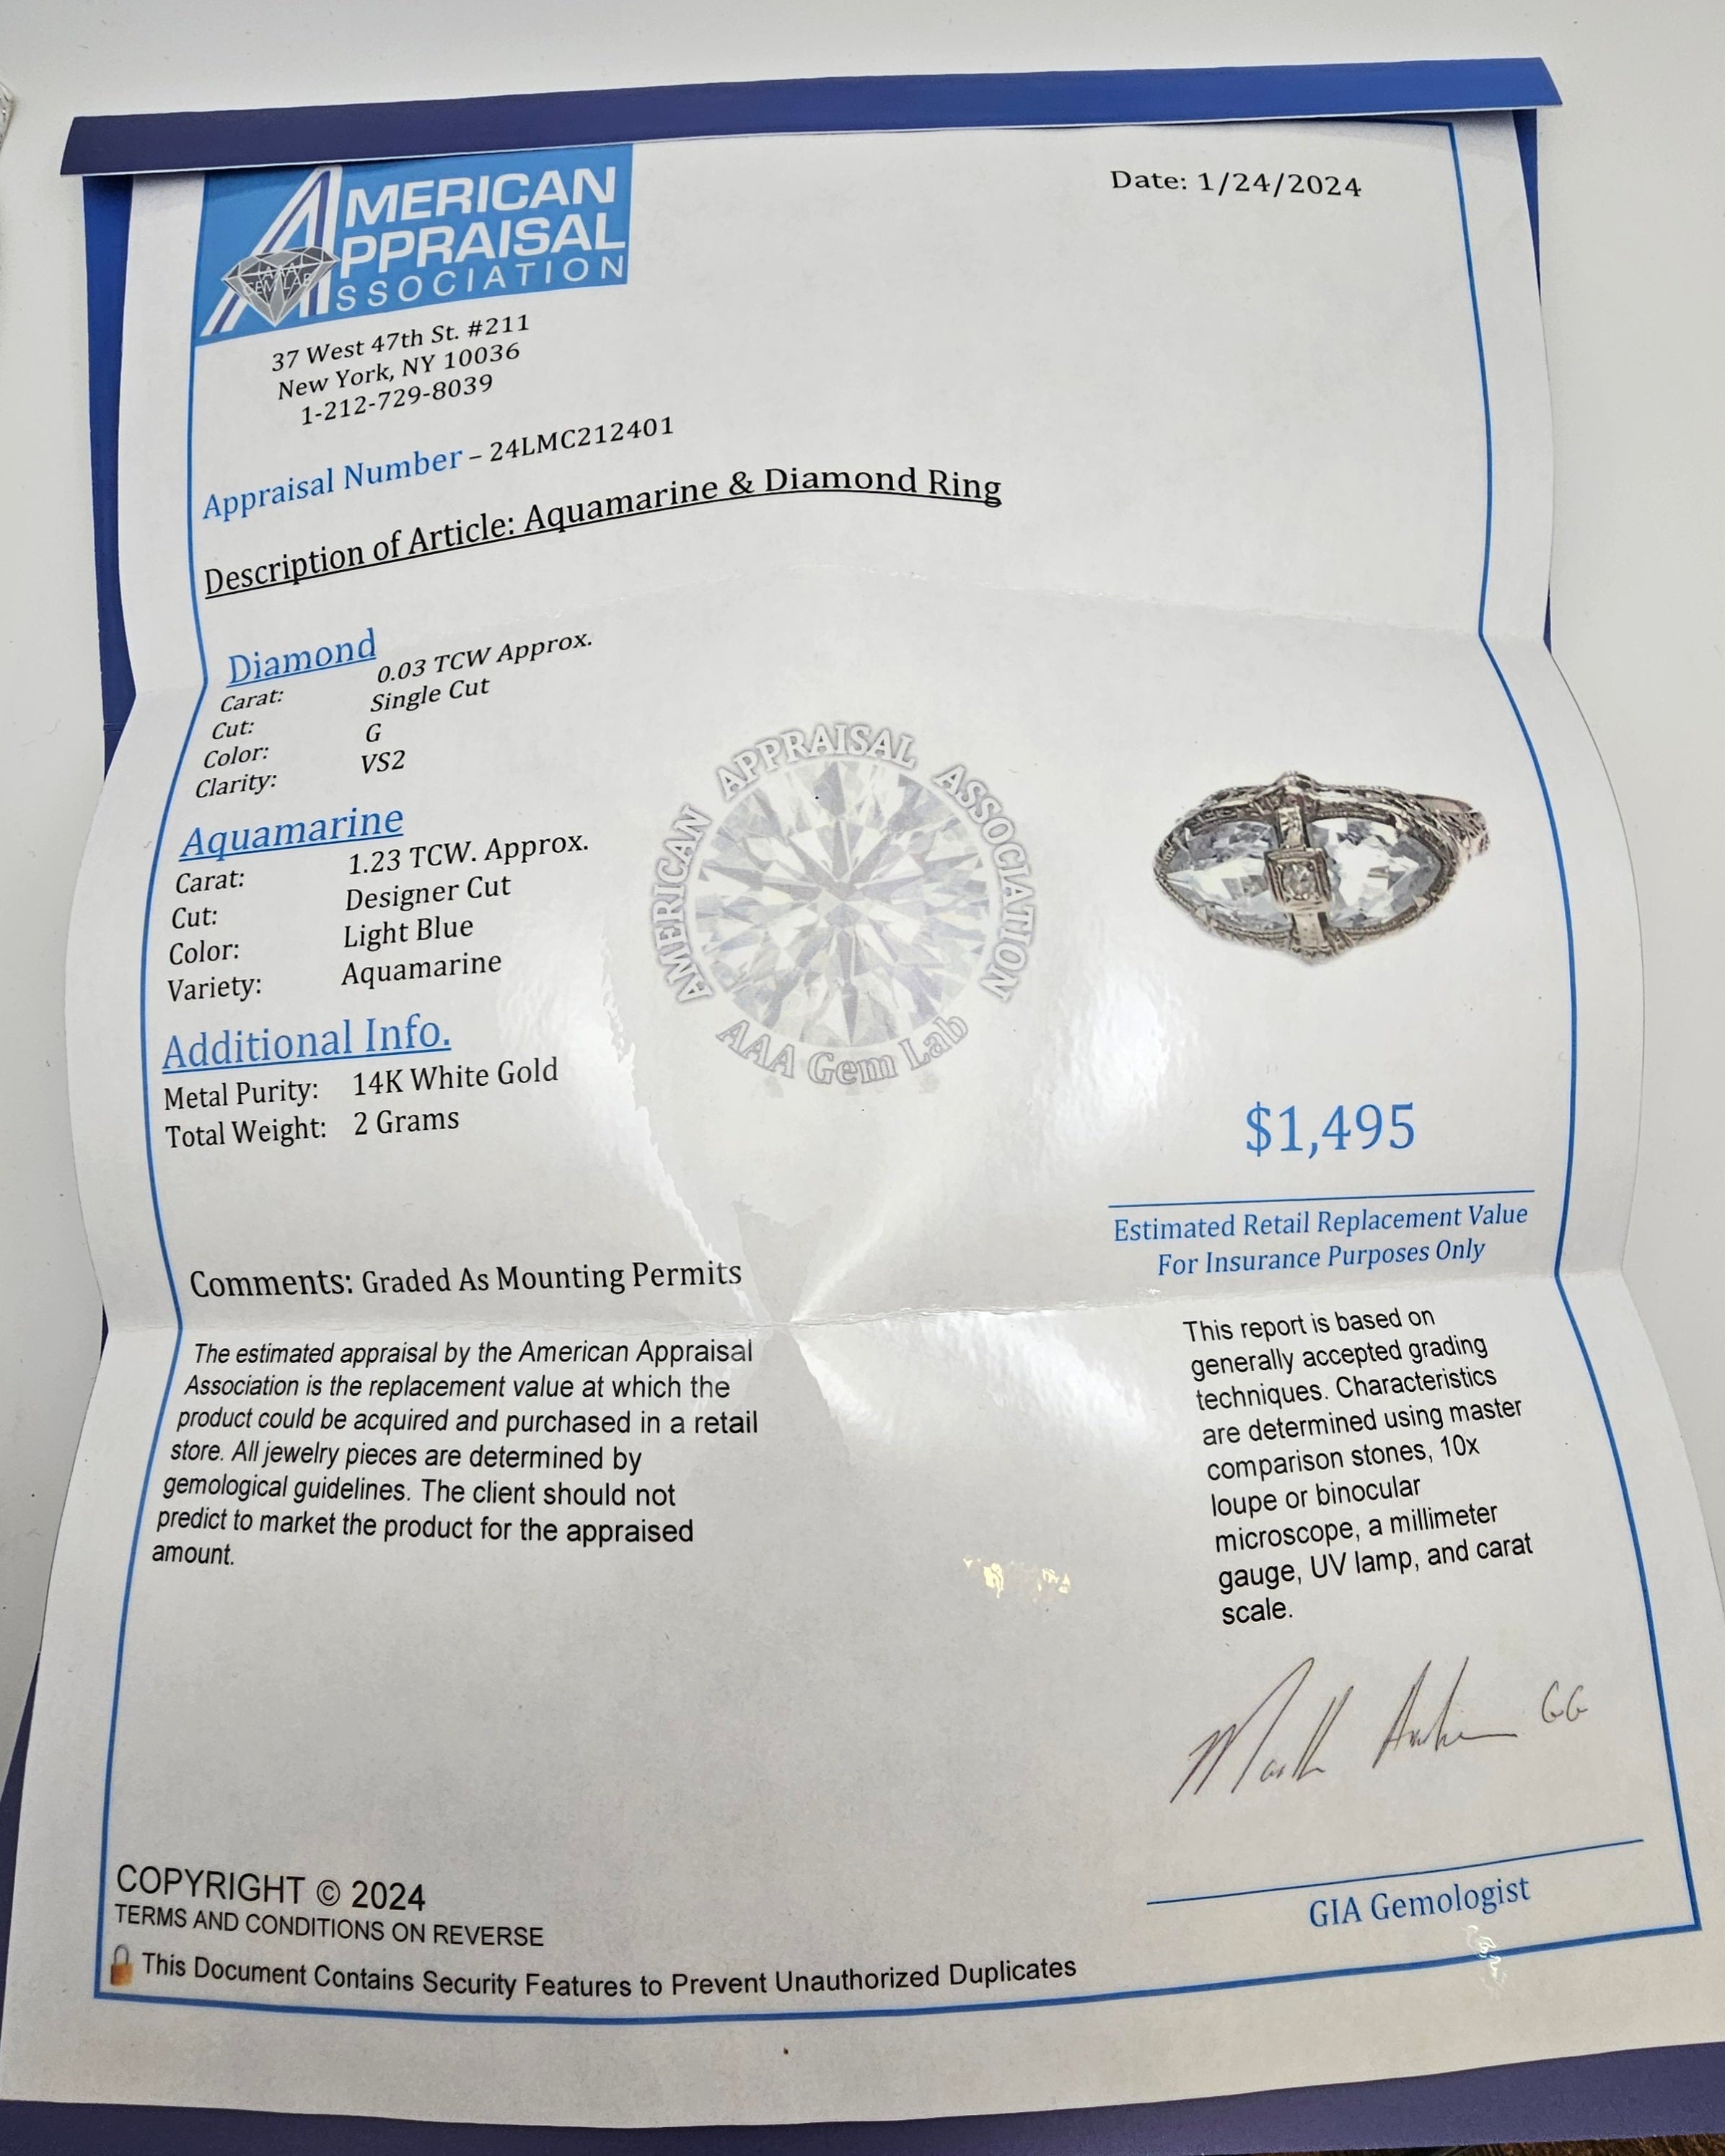 AMERICAN
APPRAISAL
ASSOCIATION
AAA
GEM LAB
Date: 1/24/2024
37 West 47th St. #211
New York, NY 10036
1-212-729-8039
Appraisal Number – 24LMC212401
Description of Article: Aquamarine & Diamond Ring
Diamond
Carat: 0.03 TCW Approx.
Cut: Single Cut
Color: G
Clarity: VS2
Aquamarine
Carat: 1.23 TCW. Approx.
Cut: Designer Cut
Color: Light Blue
Variety: Aquamarine
Additional Info.
Metal Purity: 14K White Gold
Total Weight: 2 Grams
AMERICAN APPRAISAL ASSOCIATION
AAA Gem Lab
$1,495
Estimated Retail Replacement Value
For Insurance Purposes Only
Comments: Graded As Mounting Permits
The estimated appraisal by the American Appraisal
Association is the replacement value at which the
product could be acquired and purchased in a retail
store. All jewelry pieces are determined by
gemological guidelines. The client should not
predict to market the product for the appraised
amount.
This report is based on
generally accepted grading
techniques. Characteristics
are determined using master
comparison stones, 10x
loupe or binocular
microscope, a millimeter
gauge, UV lamp, and carat
scale.
GG
GIA Gemologist
COPYRIGHT © 2024
TERMS AND CONDITIONS ON REVERSE
This Document Contains Security Features to Prevent Unauthorized Duplicates